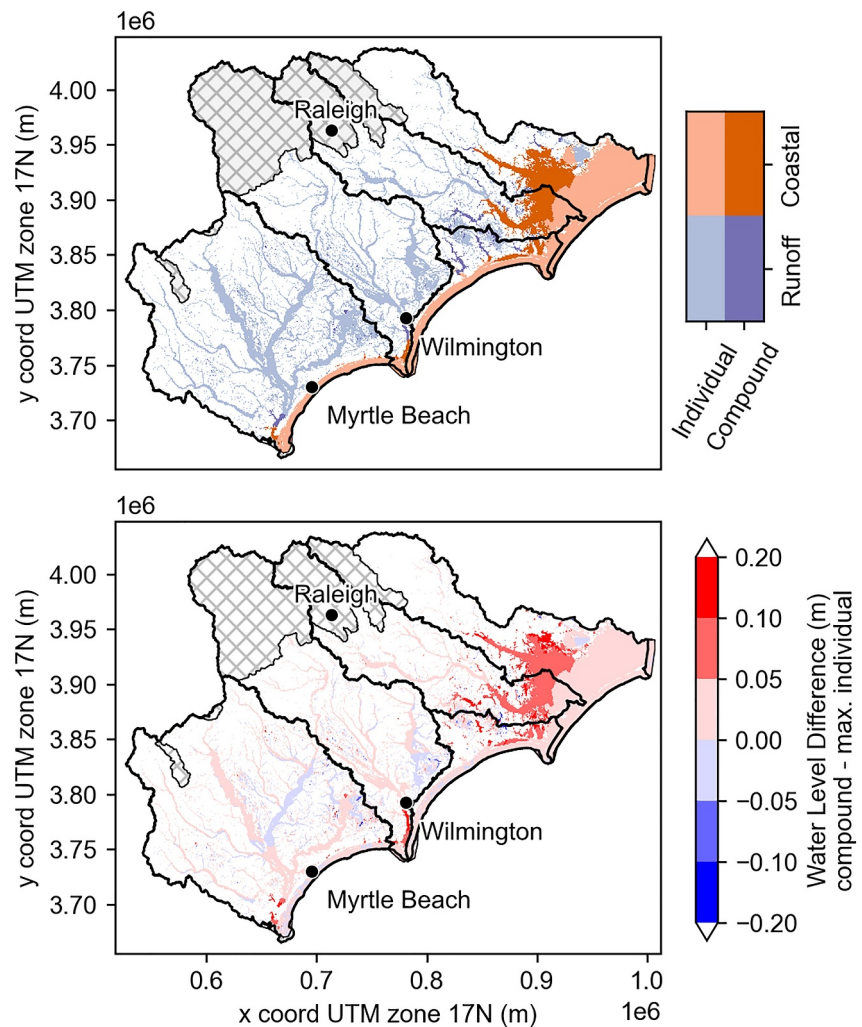 1e6
4.00
3.95
3.90
3.85
3.80
3.75
3.70
y coord UTM zone 17N (m)
Raleigh
Wilmington
Myrtle Beach
Coastal
Runoff
Individual
Compound
1e6
4.00
3.95
3.90
3.85
3.80
3.75
3.70
y coord UTM zone 17N (m)
Raleigh
Wilmington
Myrtle Beach
0.6
0.7
0.8
0.9
1.0
x coord UTM zone 17N (m)
1e6
0.20
0.10
0.05
0.00
−0.05
−0.10
−0.20
Water Level Difference (m)
compound - max. individual